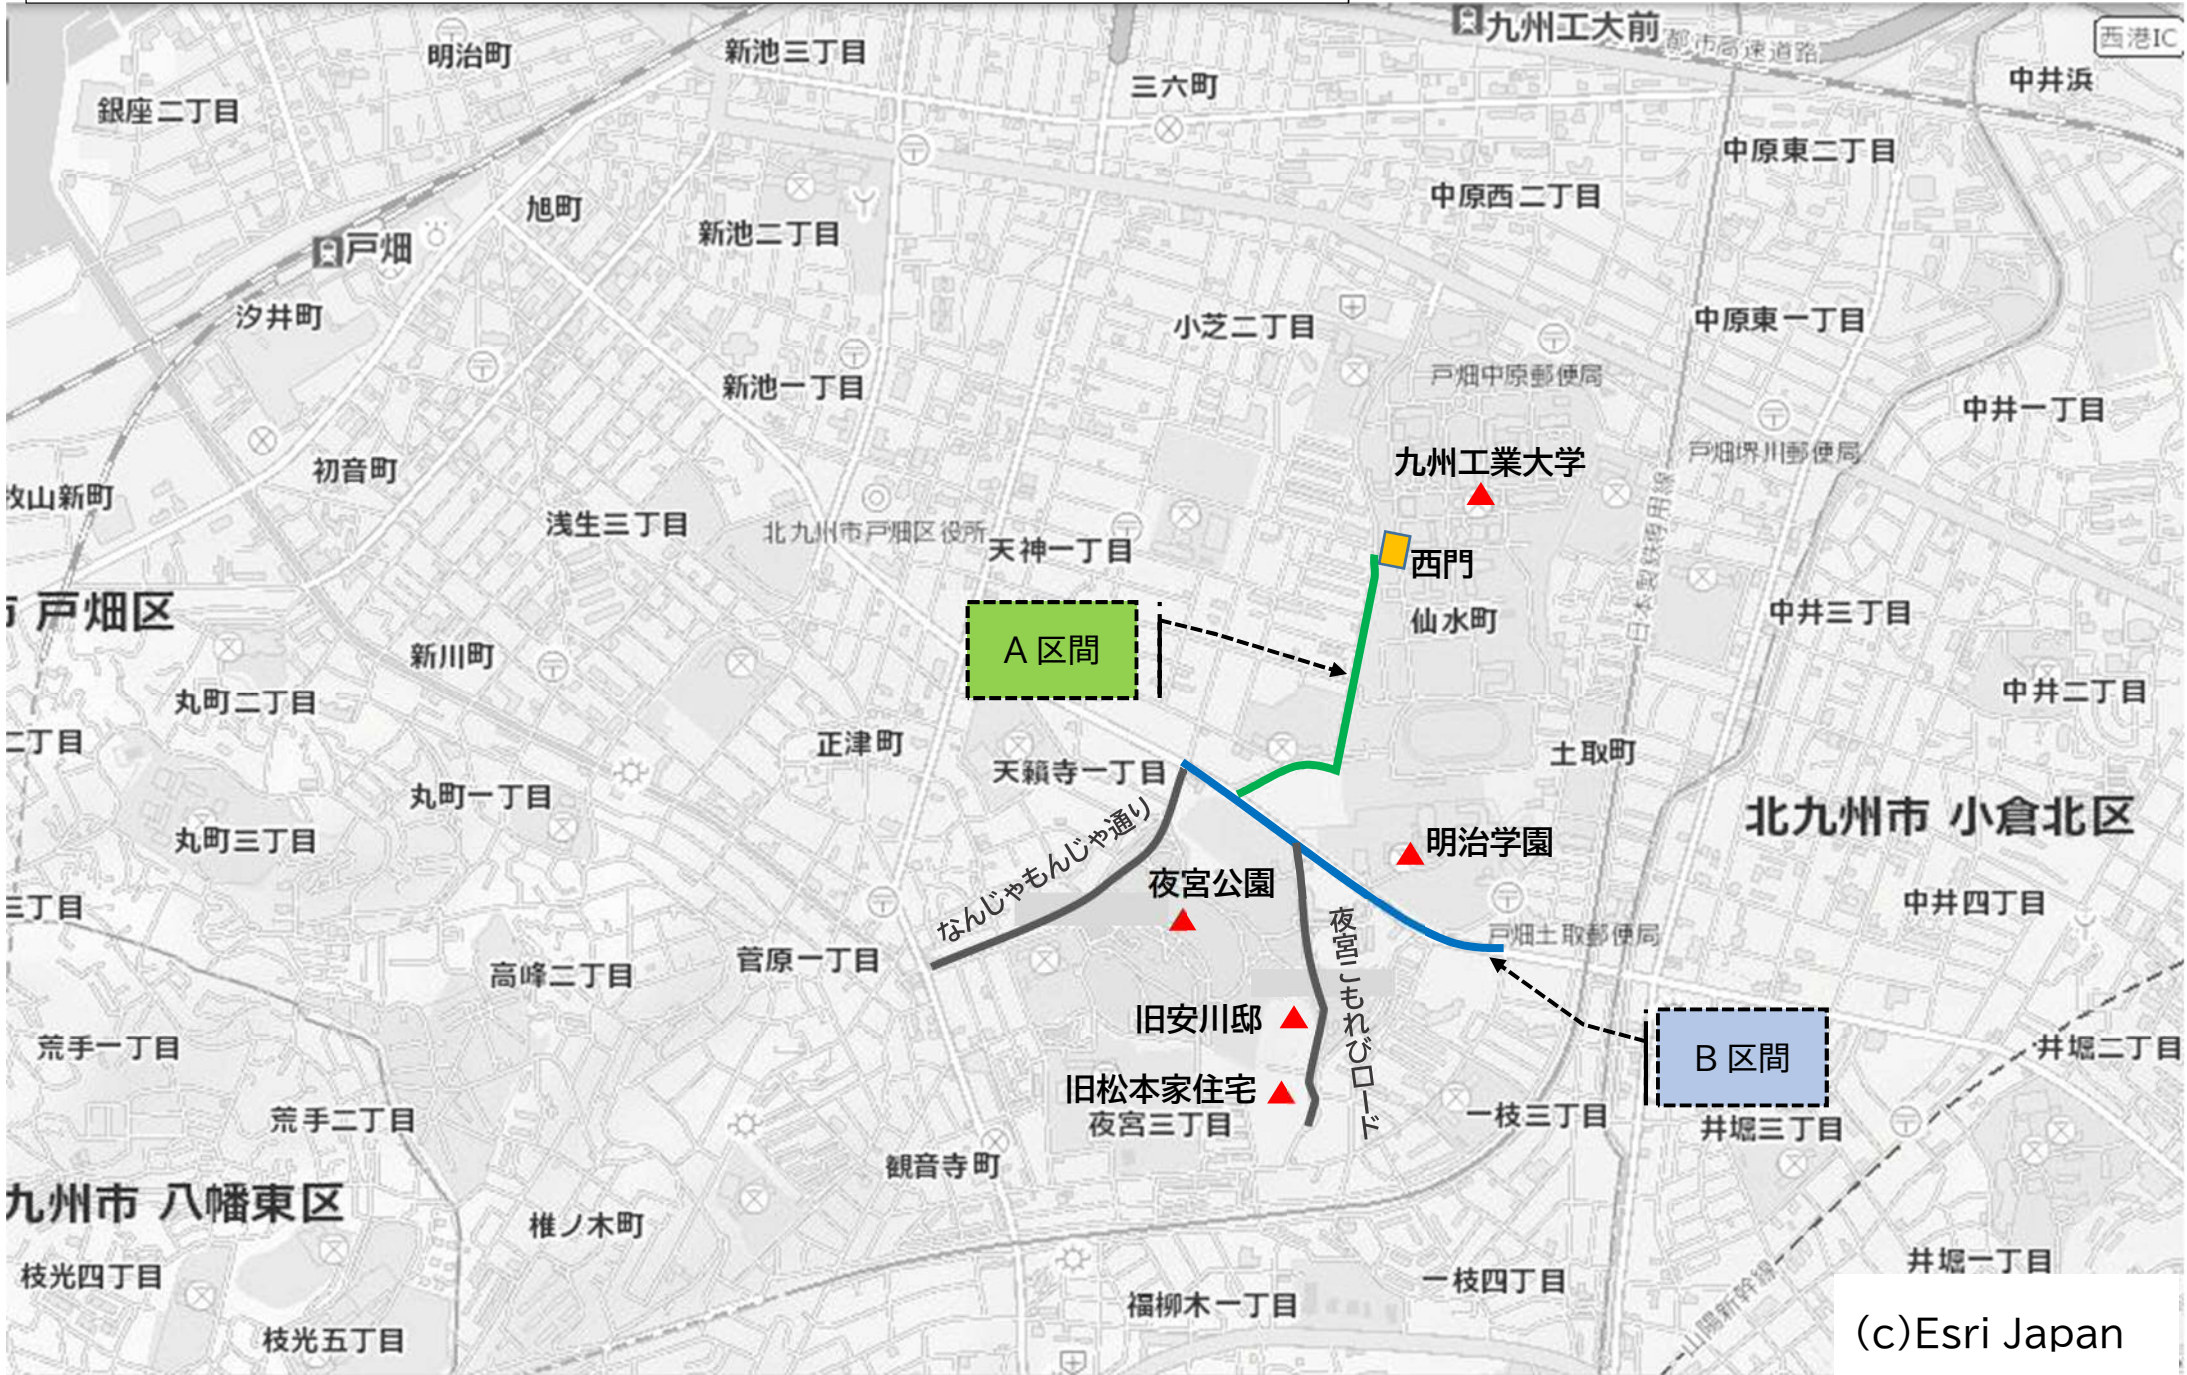 九州工大前
都市高速道路
西港IC
明治町
新池三丁目
三六町
中井浜
銀座二丁目
中原東二丁目
旭町
中原西二丁目
新池二丁目
戸畑
汐井町
小芝二丁目
中原東一丁目
新池一丁目
戸畑中原郵便局
中井一丁目
戸畑堺川郵便局
初音町
九州工業大学
牧山新町
浅生三丁目
北九州市戸畑区役所
天神一丁目
日本製鉄専用線
西門
市 戸畑区
仙水町
中井三丁目
A 区間
新川町
丸町二丁目
中井二丁目
二丁目
正津町
土取町
天籟寺一丁目
丸町一丁目
北九州市 小倉北区
なんじゃもんじゃ通り
丸町三丁目
明治学園
夜宮公園
三丁目
中井四丁目
夜宮こもれびロード
戸畑土取郵便局
菅原一丁目
高峰二丁目
旧安川邸
荒手一丁目
B 区間
井堀二丁目
旧松本家住宅
荒手二丁目
夜宮三丁目
一枝三丁目
井堀三丁目
観音寺町
九州市 八幡東区
椎ノ木町
井堀一丁目
枝光四丁目
一枝四丁目
福柳木一丁目
山陽新幹線
枝光五丁目
(c)Esri Japan